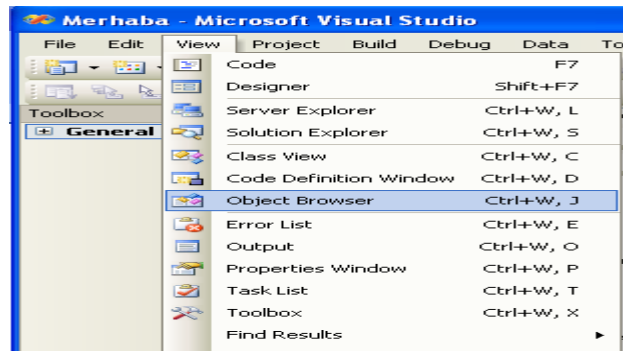 Merhaba - Microsoft Visual Studio
File Edit View Project Build Debug Data To
Code F7
Designer Shift+F7
Toolbox
General
Server Explorer Ctrl+W, L
Solution Explorer Ctrl+W, S
Class View Ctrl+W, C
Code Definition Window Ctrl+W, D
Object Browser Ctrl+W, J
Error List Ctrl+W, E
Output Ctrl+W, O
Properties Window Ctrl+W, P
Task List Ctrl+W, T
Toolbox Ctrl+W, X
Find Results